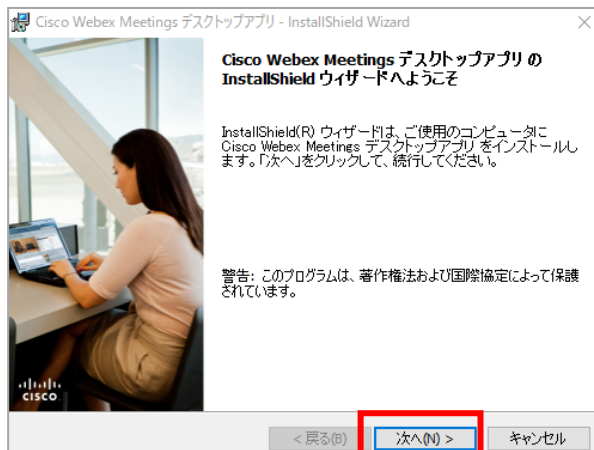 Cisco Webex Meetings デスクトップアプリ - InstallShield Wizard
Cisco Webex Meetings デスクトップアプリ の
InstallShield ウィザードへようこそ
InstallShield(R) ウィザードは、ご使用のコンピュータに
Cisco Webex Meetings デスクトップアプリ をインストールし
ます。「次へ」をクリックして、続行してください。
警告: このプログラムは、著作権法および国際協定によって保護
されています。
CISCO
< 戻る(B)
次へ(N) >
キャンセル